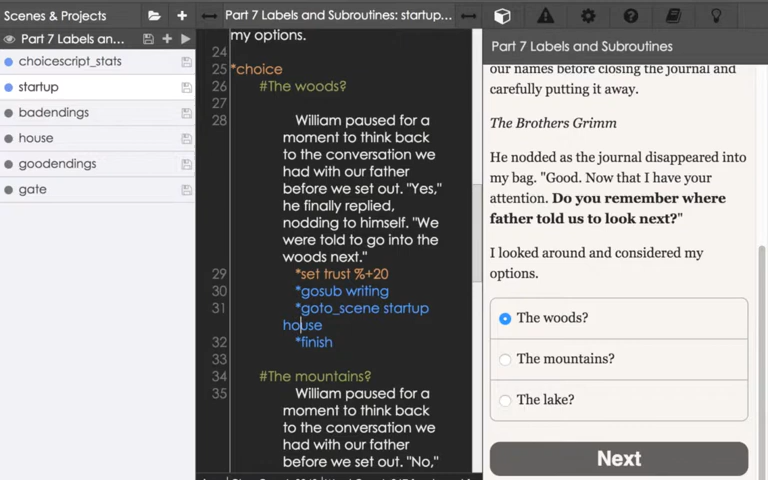 Scenes & Projects
Part 7 Labels an...
choicescript_stats
startup
badendings
house
goodendings
gate
Part 7 Labels and Subroutines: startup...
my options.
24
25 *choice
26 #The woods?
27
28 William paused for a
moment to think back
to the conversation we
had with our father
before we set out. "Yes,"
he finally replied,
nodding to himself. "We
were told to go into the
woods next."
29 *set trust %+20
30 *gosub writing
31 *goto_scene startup
house
32 *finish
33
34 #The mountains?
35 William paused for a
moment to think back
to the conversation we
had with our father
before we set out. "No,"
Part 7 Labels and Subroutines
our names before closing the journal and
carefully putting it away.
The Brothers Grimm
He nodded as the journal disappeared into
my bag. "Good. Now that I have your
attention. Do you remember where
father told us to look next?"
I looked around and considered my
options.
The woods?
The mountains?
The lake?
Next